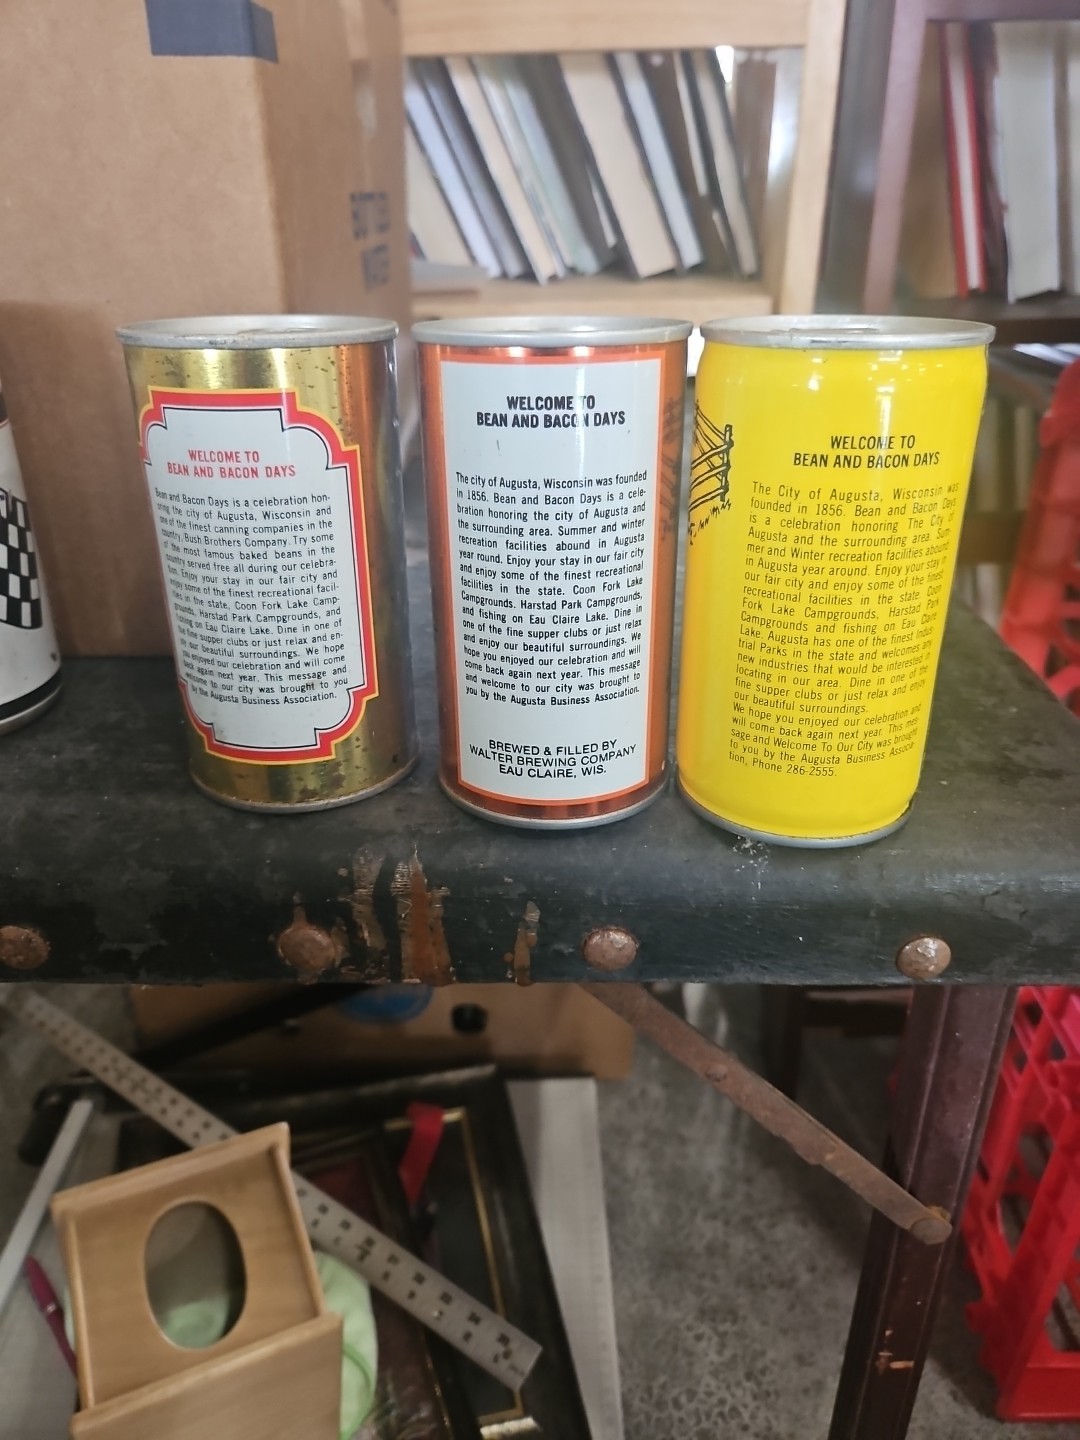 WELCOME TO
BEAN AND BACON DAYS
Bean and Bacon Days is a celebration hon-
oring the city of Augusta, Wisconsin and
one of the finest canning companies in the
country, Bush Brothers Company. Try some
of the most famous baked beans in the
country served free all during our celebra-
tion. Enjoy your stay in our fair city and
enjoy some of the finest recreational facil-
ities in the state, Coon Fork Lake Camp-
grounds, Harstad Park Campgrounds, and
fishing on Eau Claire Lake. Dine in one of
the fine supper clubs or just relax and en-
joy our beautiful surroundings. We hope
you enjoyed our celebration and will come
back again next year. This message and
welcome to our city was brought to you
by the Augusta Business Association.
WELCOME TO
BEAN AND BACON DAYS
The city of Augusta, Wisconsin was founded
in 1856. Bean and Bacon Days is a cele-
bration honoring the city of Augusta and
the surrounding area. Summer and winter
recreation facilities abound in Augusta
year round. Enjoy your stay in our fair city
and enjoy some of the finest recreational
facilities in the state. Coon Fork Lake
Campgrounds. Harstad Park Campgrounds,
and fishing on Eau Claire Lake. Dine in
one of the fine supper clubs or just relax
and enjoy our beautiful surroundings. We
hope you enjoyed our celebration and will
come back again next year. This message
and welcome to our city was brought to
you by the Augusta Business Association.
BREWED & FILLED BY
WALTER BREWING COMPANY
EAU CLAIRE, WIS.
WELCOME TO
BEAN AND BACON DAYS
The City of Augusta, Wisconsin was
founded in 1856. Bean and Bacon Days
is a celebration honoring The City of
Augusta and the surrounding area. Sum-
mer and Winter recreation facilities abound
in Augusta year around. Enjoy your stay in
our fair city and enjoy some of the finest
recreational facilities in the state. Coon
Fork Lake Campgrounds, Harstad Park
Campgrounds and fishing on Eau Claire
Lake. Augusta has one of the finest Indus-
trial Parks in the state and welcomes any
new industries that would be interested in
locating in our area. Dine in one of the
fine supper clubs or just relax and enjoy
our beautiful surroundings.
We hope you enjoyed our celebration and
will come back again next year. This mes-
sage and Welcome To Our City was brought
to you by the Augusta Business Associa-
tion, Phone 286-2555.